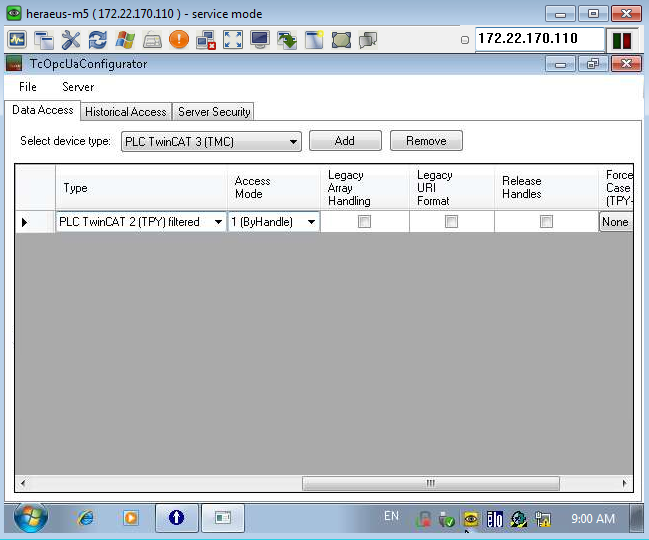 heraeus-m5 ( 172.22.170.110 ) - service mode
172.22.170.110
TcOpcUaConfigurator
File Server
Data Access Historical Access Server Security
Select device type: PLC TwinCAT 3 (TMC) Add Remove
Type
Access
Mode
Legacy
Array
Handling
Legacy
URI
Format
Release
Handles
Force
Case
(TPY-
PLC TwinCAT 2 (TPY) filtered 1 (ByHandle) None
EN 9:00 AM